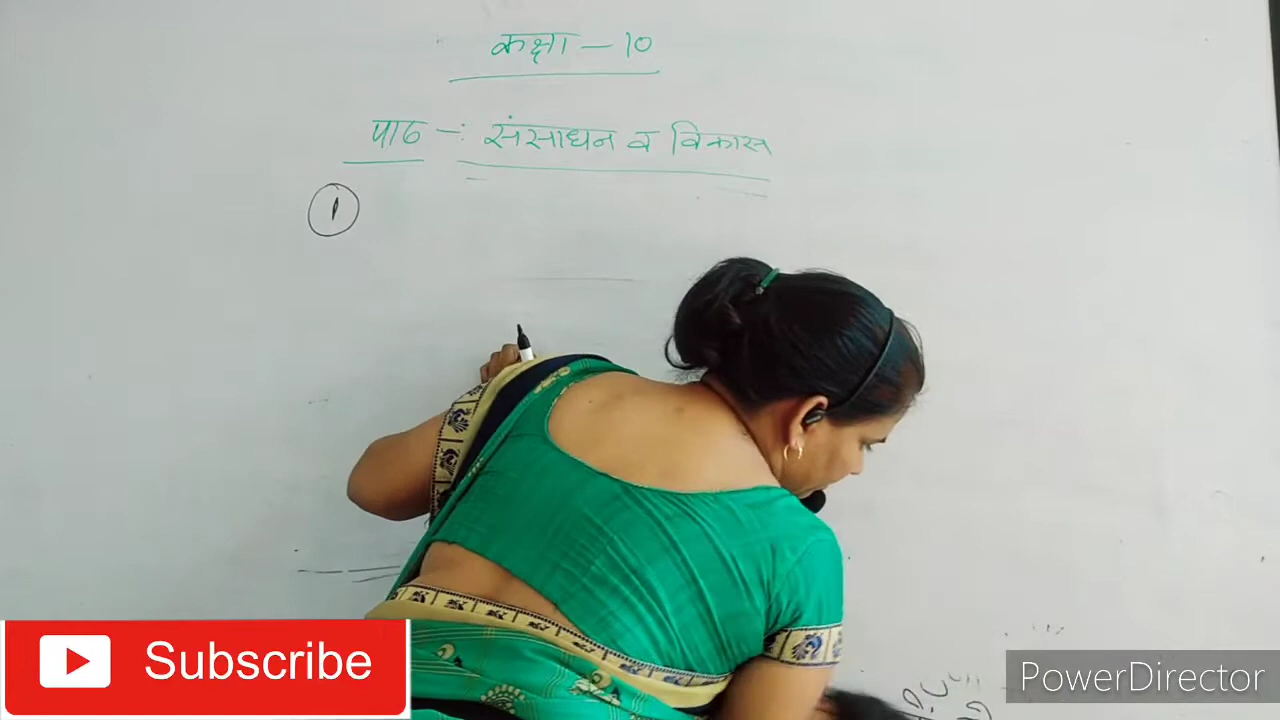 कक्षा – 10
पाठ -: संसाधन व विकास
1
Subscribe
PowerDirector